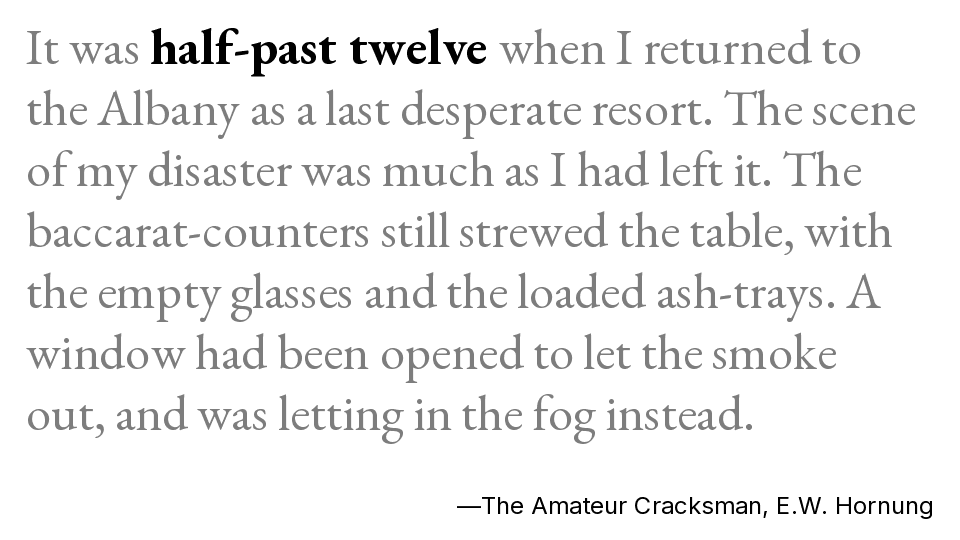 It was half-past twelve when I returned to
the Albany as a last desperate resort. The scene
of my disaster was much as I had left it. The
baccarat-counters still strewed the table, with
the empty glasses and the loaded ash-trays. A
window had been opened to let the smoke
out, and was letting in the fog instead.
—The Amateur Cracksman, E.W. Hornung